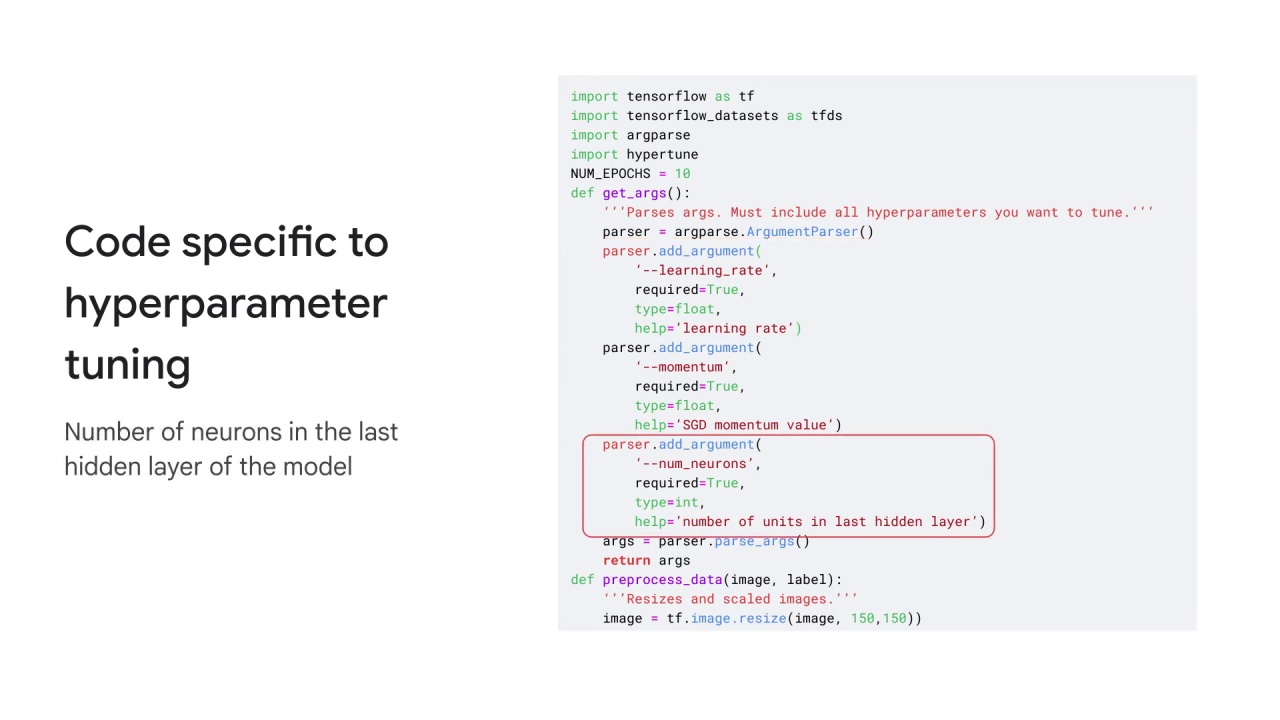 Code specific to
hyperparameter
tuning
Number of neurons in the last
hidden layer of the model
import tensorflow as tf
import tensorflow_datasets as tfds
import argparse
import hypertune
NUM_EPOCHS = 10
def get_args():
    '''Parses args. Must include all hyperparameters you want to tune.'''
    parser = argparse.ArgumentParser()
    parser.add_argument(
        ‘--learning_rate’,
        required=True,
        type=float,
        help=’learning rate‘)
    parser.add_argument(
        ‘--momentum’,
        required=True,
        type=float,
        help=’SGD momentum value’)
    parser.add_argument(
        ‘--num_neurons’,
        required=True,
        type=int,
        help=’number of units in last hidden layer’)
    args = parser.parse_args()
    return args
def preprocess_data(image, label):
    '''Resizes and scaled images.'''
    image = tf.image.resize(image, 150,150))